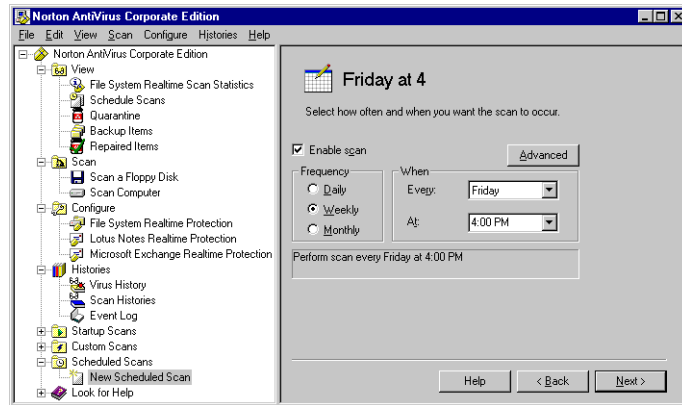 Norton AntiVirus Corporate Edition
File Edit View Scan Configure Histories Help
Norton AntiVirus Corporate Edition
View
File System Realtime Scan Statistics
Schedule Scans
Quarantine
Backup Items
Repaired Items
Scan
Scan a Floppy Disk
Scan Computer
Configure
File System Realtime Protection
Lotus Notes Realtime Protection
Microsoft Exchange Realtime Protection
Histories
Virus History
Scan Histories
Event Log
Startup Scans
Custom Scans
Scheduled Scans
New Scheduled Scan
Look for Help
Friday at 4
Select how often and when you want the scan to occur.
Enable scan
Advanced
Frequency
Daily
Weekly
Monthly
When
Every: Friday
At: 4:00 PM
Perform scan every Friday at 4:00 PM
Help < Back Next >